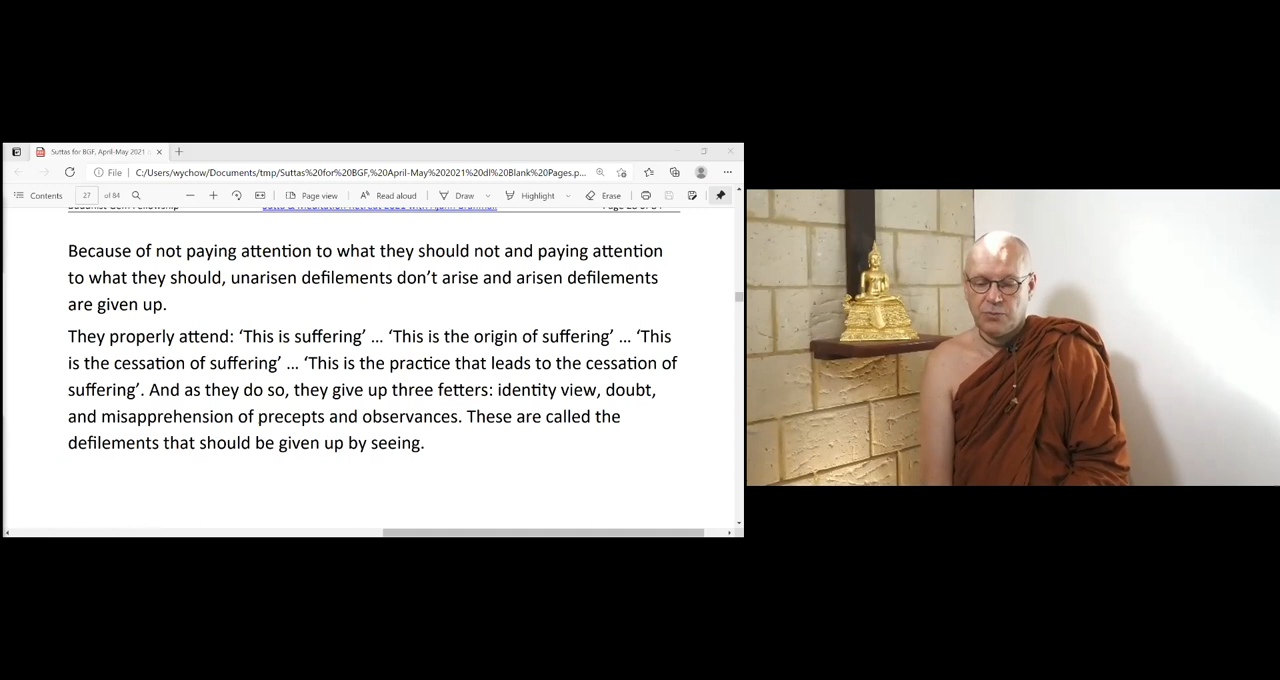 Suttas for BGF, April-May 2021
File
C:/Users/wychow/Documents/tmp/Suttas%20for%20BGF,%20April-May%202021%20dl%20Blank%20Pages.p...
Contents 27 of 84 Page view Read aloud Draw Highlight Erase
Because of not paying attention to what they should not and paying attention
to what they should, unarisen defilements don’t arise and arisen defilements
are given up.
They properly attend: ‘This is suffering’ ... ‘This is the origin of suffering’ ... ‘This
is the cessation of suffering’ ... ‘This is the practice that leads to the cessation of
suffering’. And as they do so, they give up three fetters: identity view, doubt,
and misapprehension of precepts and observances. These are called the
defilements that should be given up by seeing.